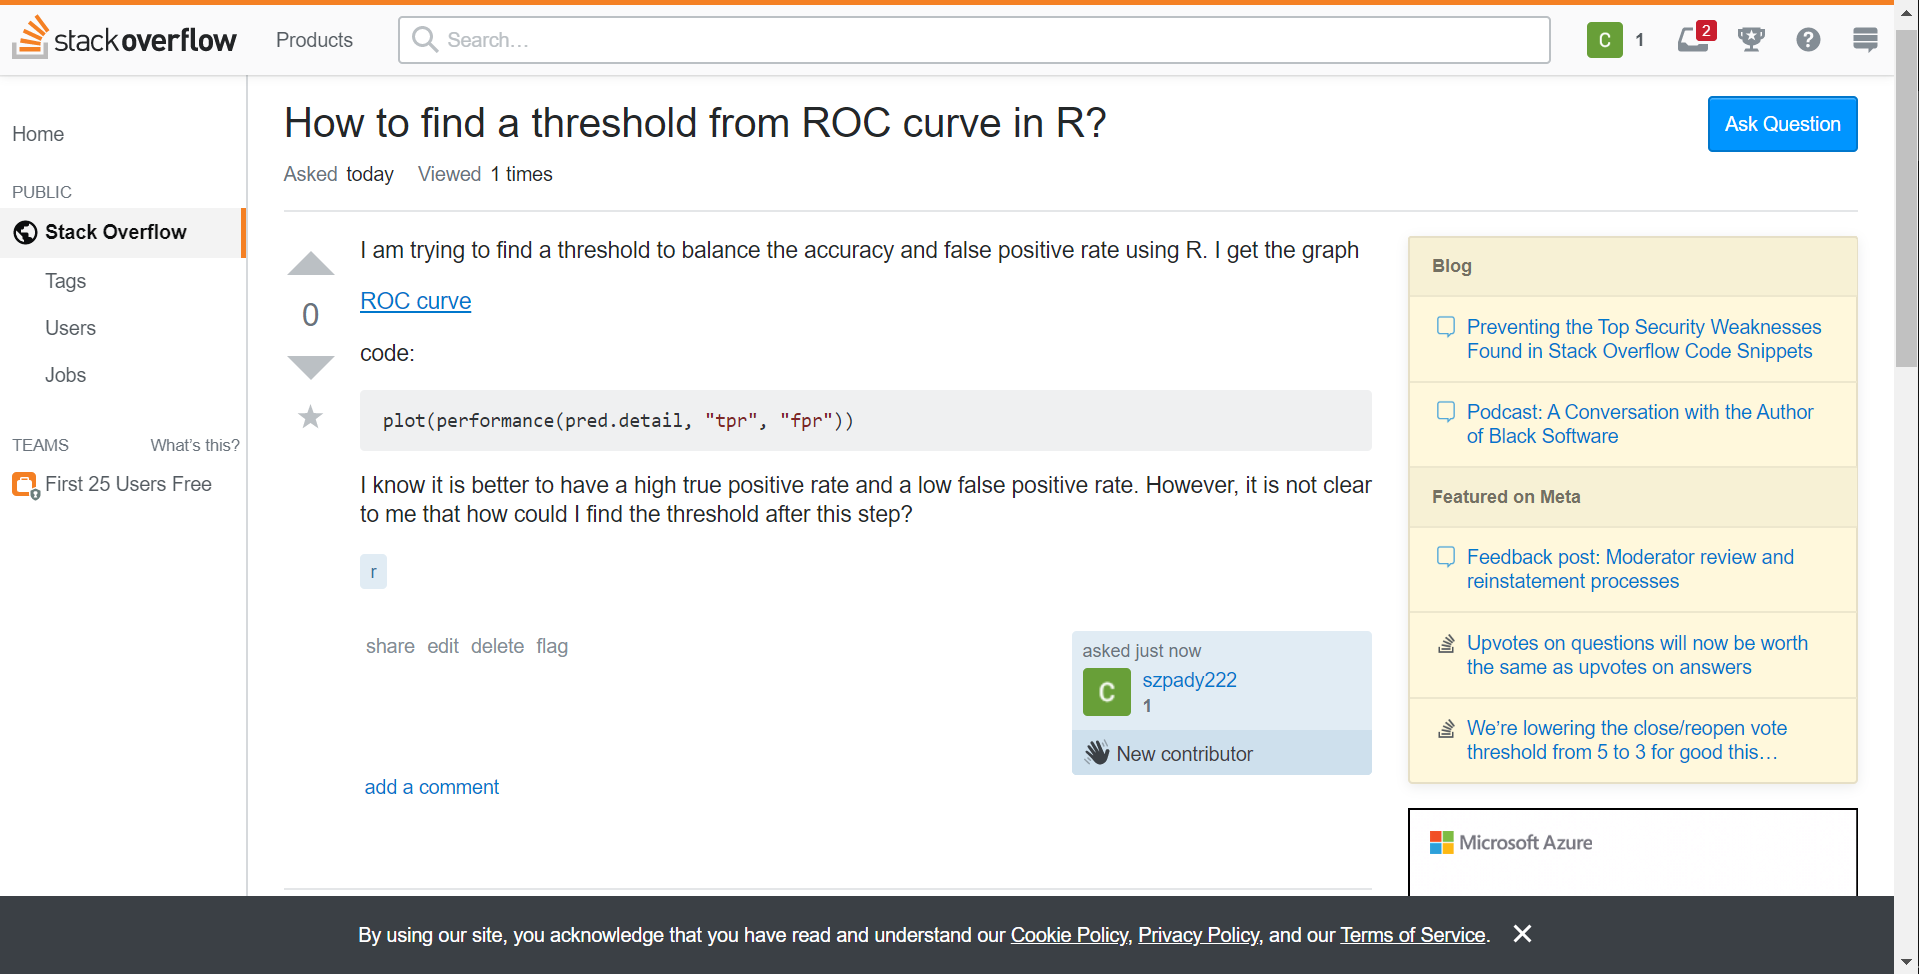 stackoverflow
Products
Search...
C
1
2
Home
PUBLIC
Stack Overflow
Tags
Users
Jobs
TEAMS
What's this?
First 25 Users Free
How to find a threshold from ROC curve in R?
Ask Question
Asked today Viewed 1 times
0
I am trying to find a threshold to balance the accuracy and false positive rate using R. I get the graph
ROC curve
code:
plot(performance(pred.detail, "tpr", "fpr"))
I know it is better to have a high true positive rate and a low false positive rate. However, it is not clear
to me that how could I find the threshold after this step?
r
share edit delete flag
asked just now
C
szpady222
1
New contributor
add a comment
Blog
Preventing the Top Security Weaknesses
Found in Stack Overflow Code Snippets
Podcast: A Conversation with the Author
of Black Software
Featured on Meta
Feedback post: Moderator review and
reinstatement processes
Upvotes on questions will now be worth
the same as upvotes on answers
We're lowering the close/reopen vote
threshold from 5 to 3 for good this...
Microsoft Azure
By using our site, you acknowledge that you have read and understand our Cookie Policy, Privacy Policy, and our Terms of Service.